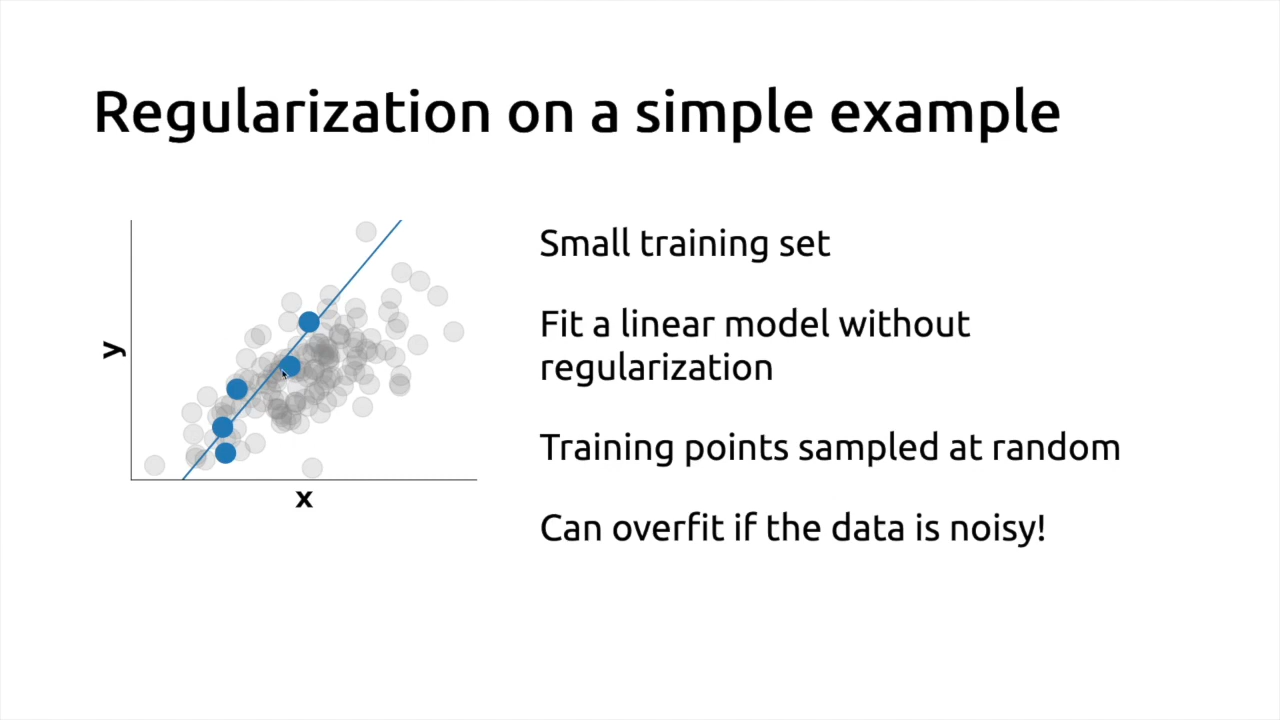 Regularization on a simple example
y
x
Small training set
Fit a linear model without
regularization
Training points sampled at random
Can overfit if the data is noisy!